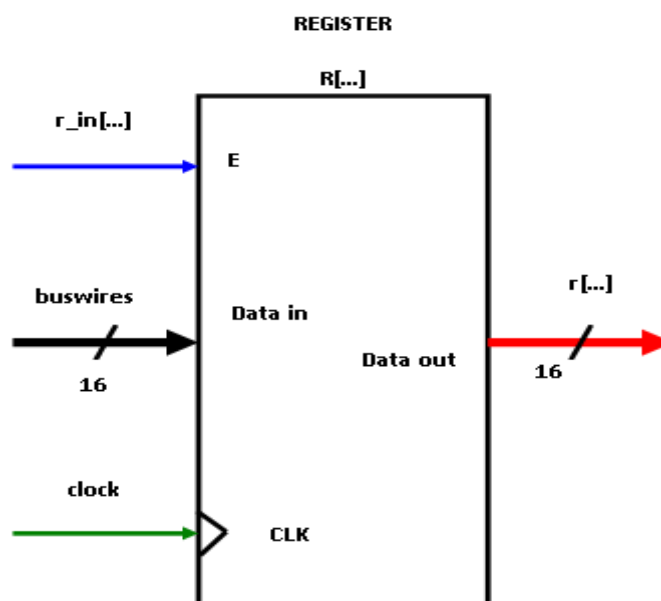 REGISTER
R[...]
r_in[...]
E
buswires
Data in
16
r[...]
Data out
16
clock
CLK